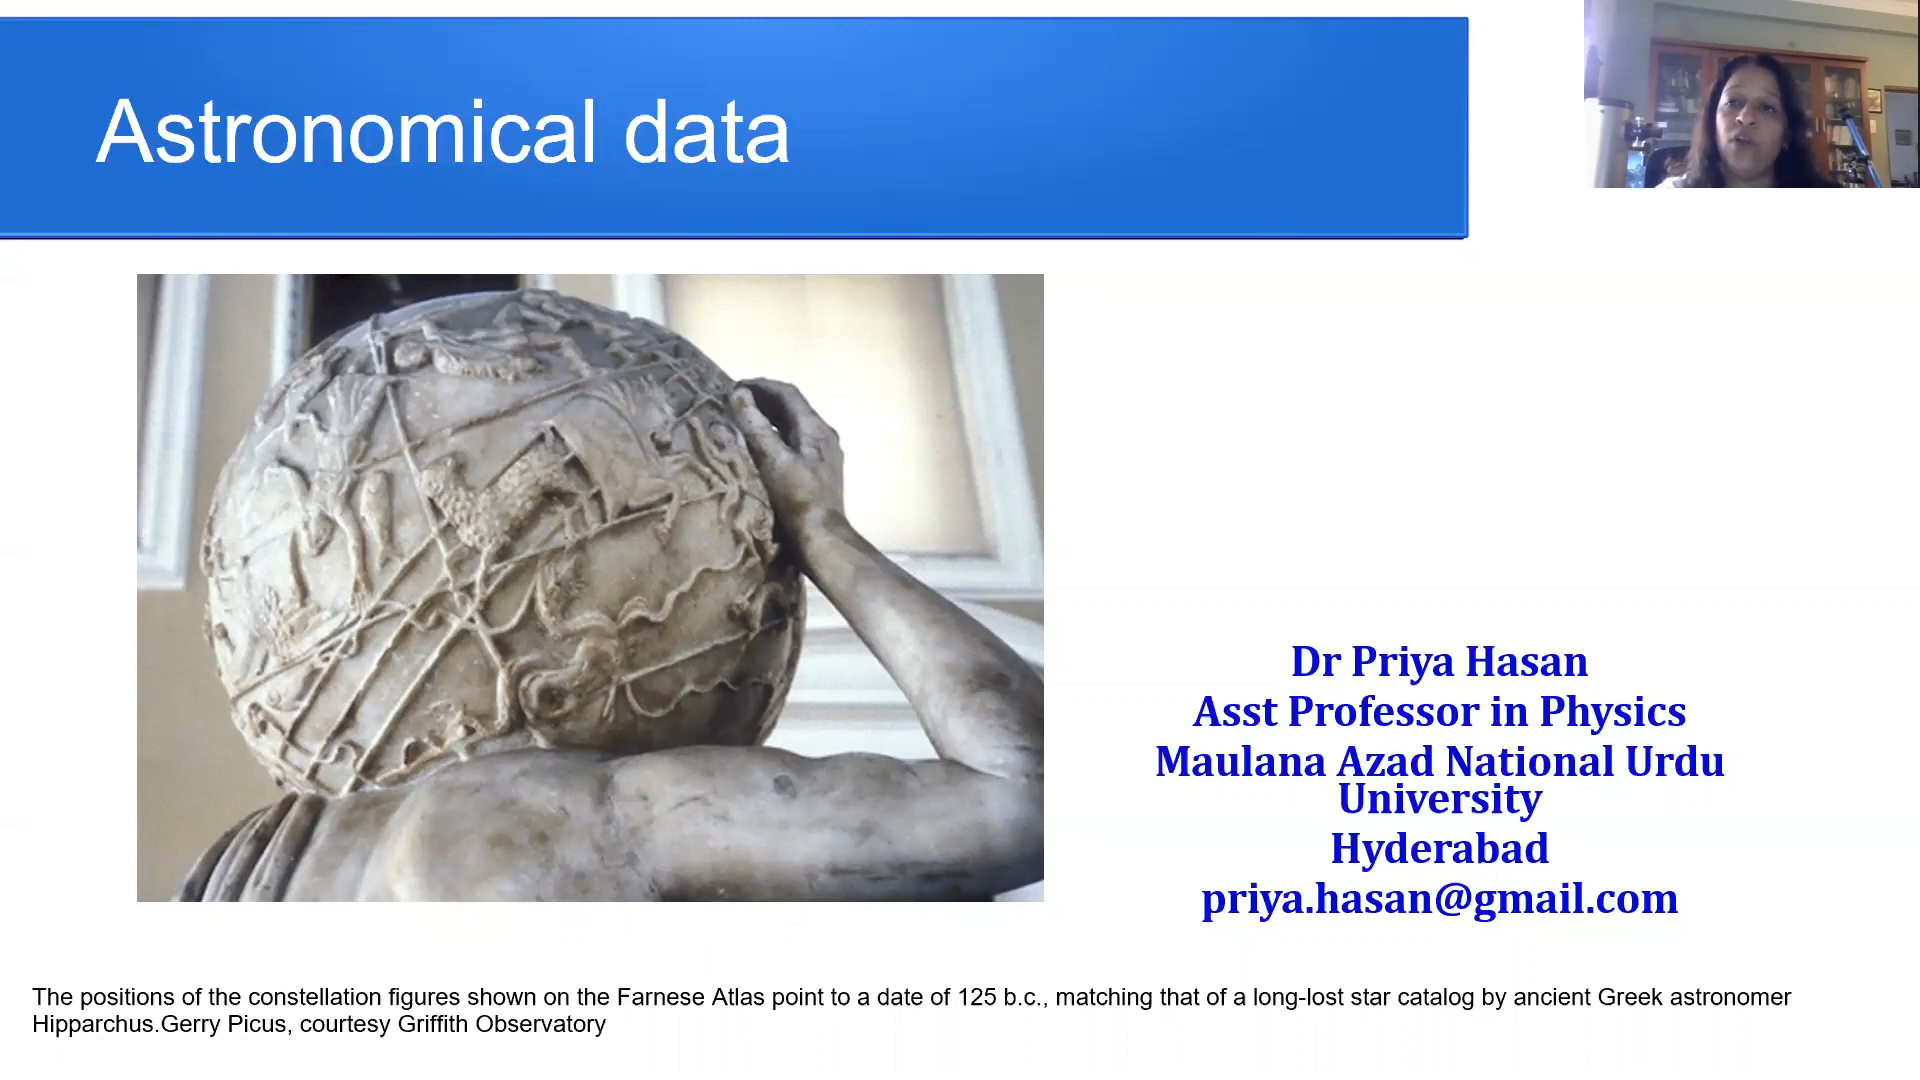 Astronomical data
Dr Priya Hasan
Asst Professor in Physics
Maulana Azad National Urdu
University
Hyderabad
priya.hasan@gmail.com
The positions of the constellation figures shown on the Farnese Atlas point to a date of 125 b.c., matching that of a long-lost star catalog by ancient Greek astronomer
Hipparchus.Gerry Picus, courtesy Griffith Observatory